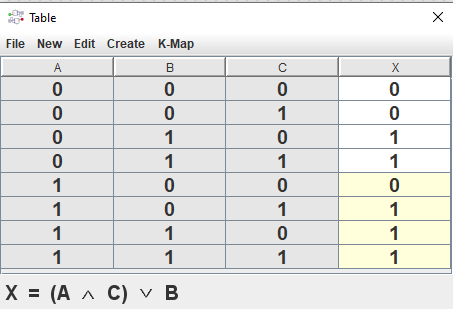 Table
File New Edit Create K-Map
A B C X
0 0 0 0
0 0 1 0
0 1 0 1
0 1 1 1
1 0 0 0
1 0 1 1
1 1 0 1
1 1 1 1
X = (A ∧ C) ∨ B